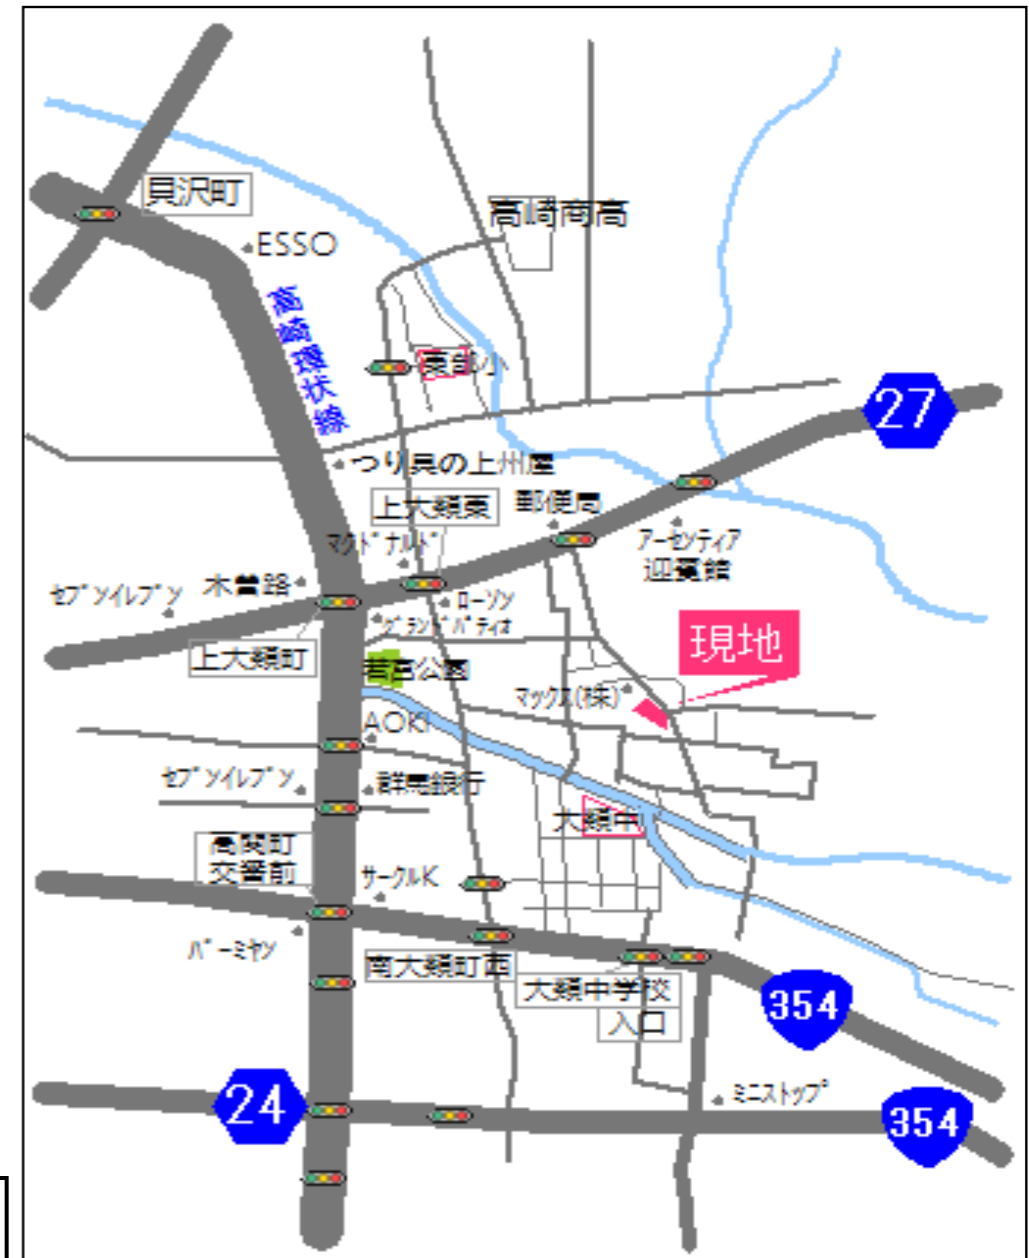 貝沢町
高崎商高
ESSO
高崎環状線
東部小
27
つり具の上州屋
上大類東
郵便局
マクドナルド
アーセンティア
迎賓館
セブンイレブン
木曽路
ローソン
グランドパティオ
現地
上大類町
若宮公園
マックス(株)
AOKI
セブンイレブン
群馬銀行
大類中
高関町
交番前
サークルK
バーミヤン
南大類町西
大類中学校
入口
354
24
ミニストップ
354